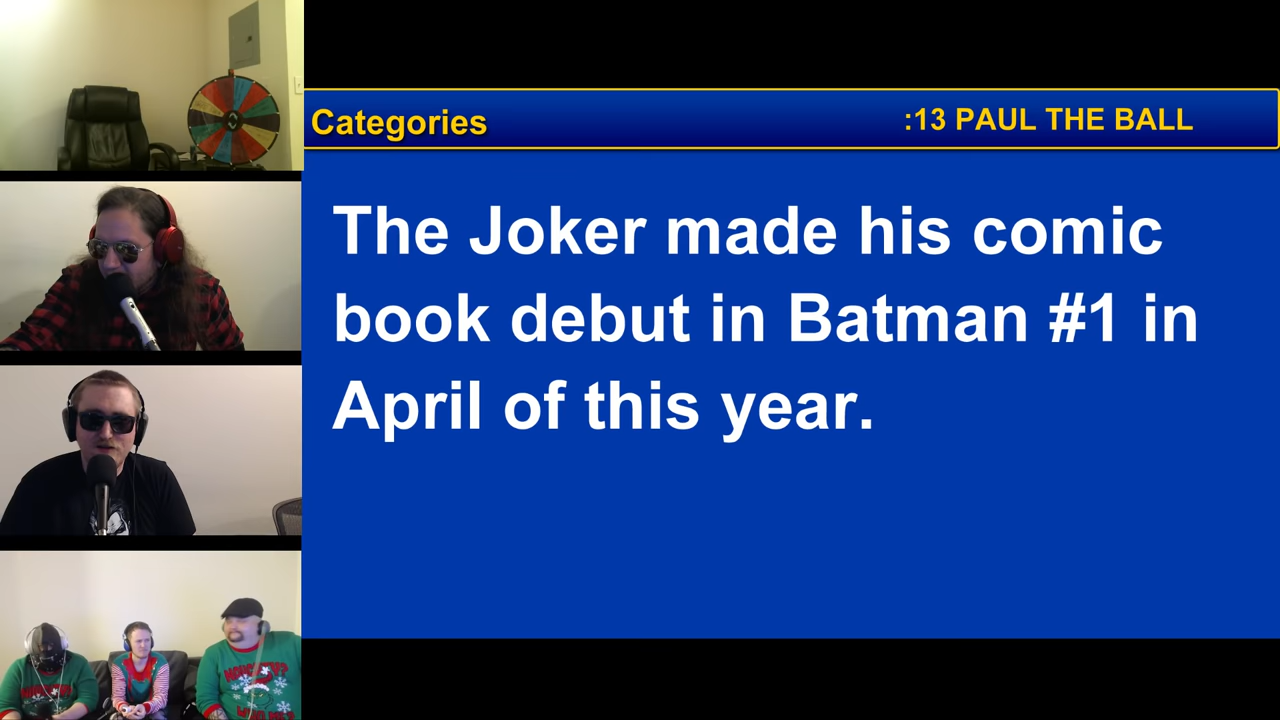 Categories
:13 PAUL THE BALL
The Joker made his comic
book debut in Batman #1 in
April of this year.